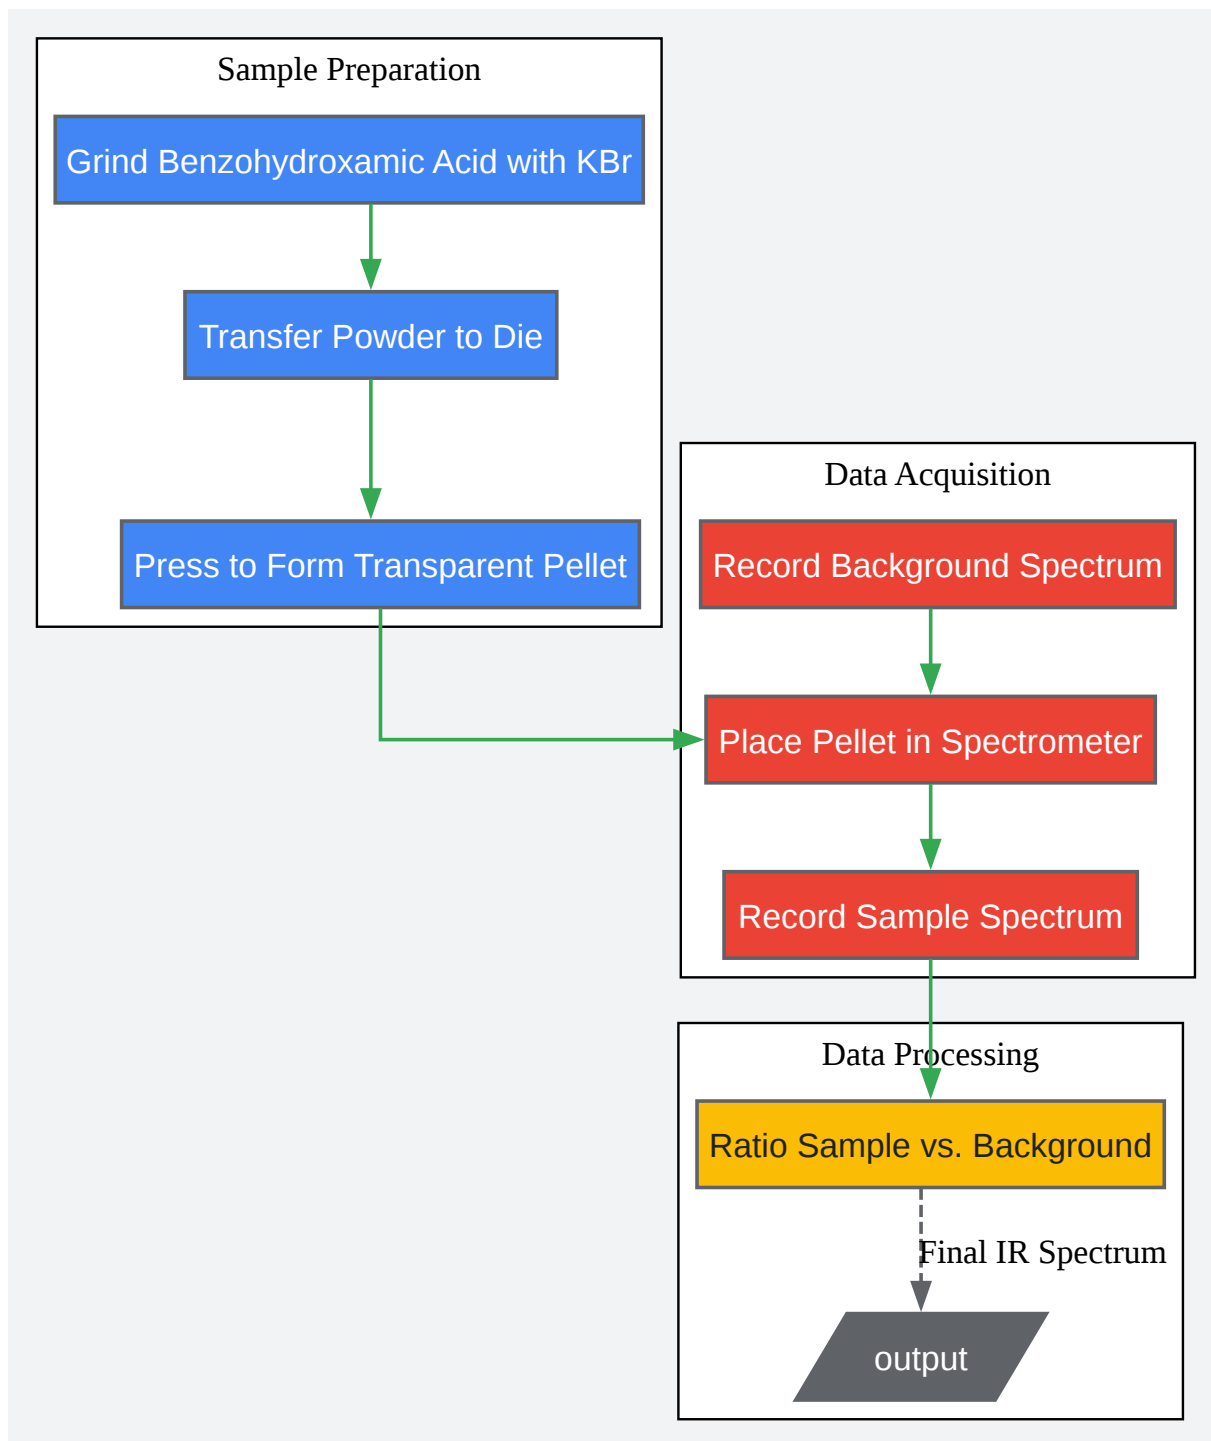 Sample Preparation
Grind Benzohydroxamic Acid with KBr
Transfer Powder to Die
Press to Form Transparent Pellet
Data Acquisition
Record Background Spectrum
Place Pellet in Spectrometer
Record Sample Spectrum
Data Processing
Ratio Sample vs. Background
Final IR Spectrum
output